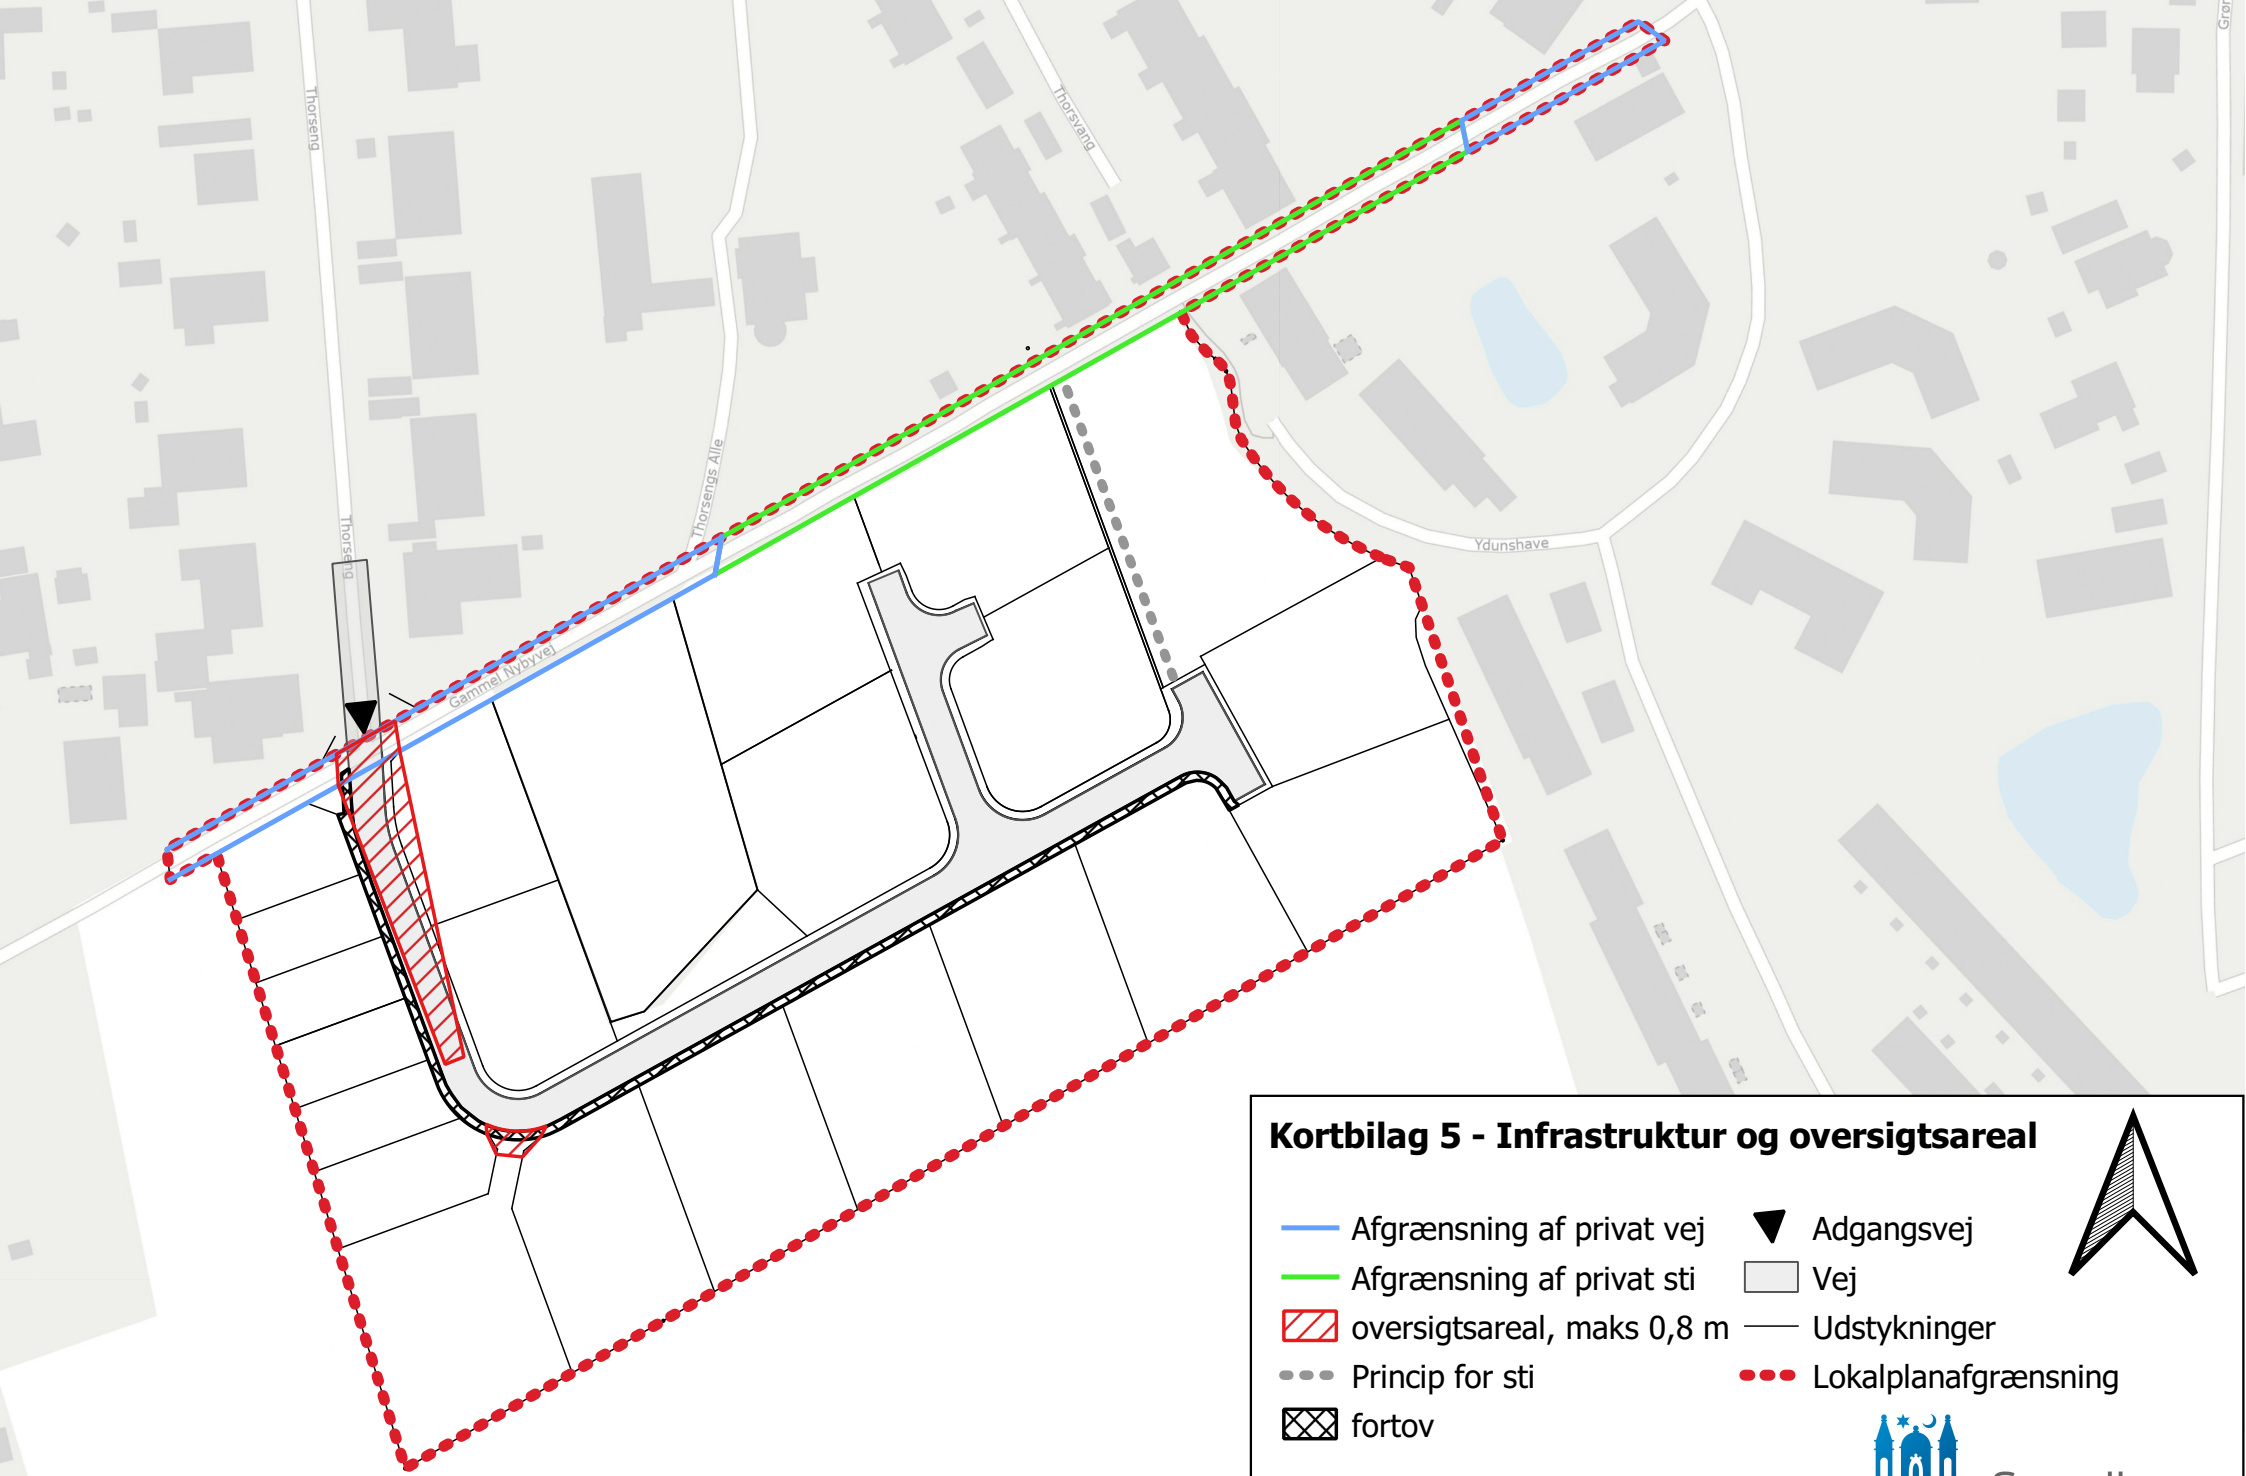 Thorseng
Thorsvang
Thorsengs Alle
Thorseng
Gammel Nybyvej
Ydunshave
Kortbilag 5 - Infrastruktur og oversigtsareal
Afgrænsning af privat vej
Adgangsvej
Afgrænsning af privat sti
Vej
oversigtsareal, maks 0,8 m
Udstykninger
Princip for sti
Lokalplanafgrænsning
fortov